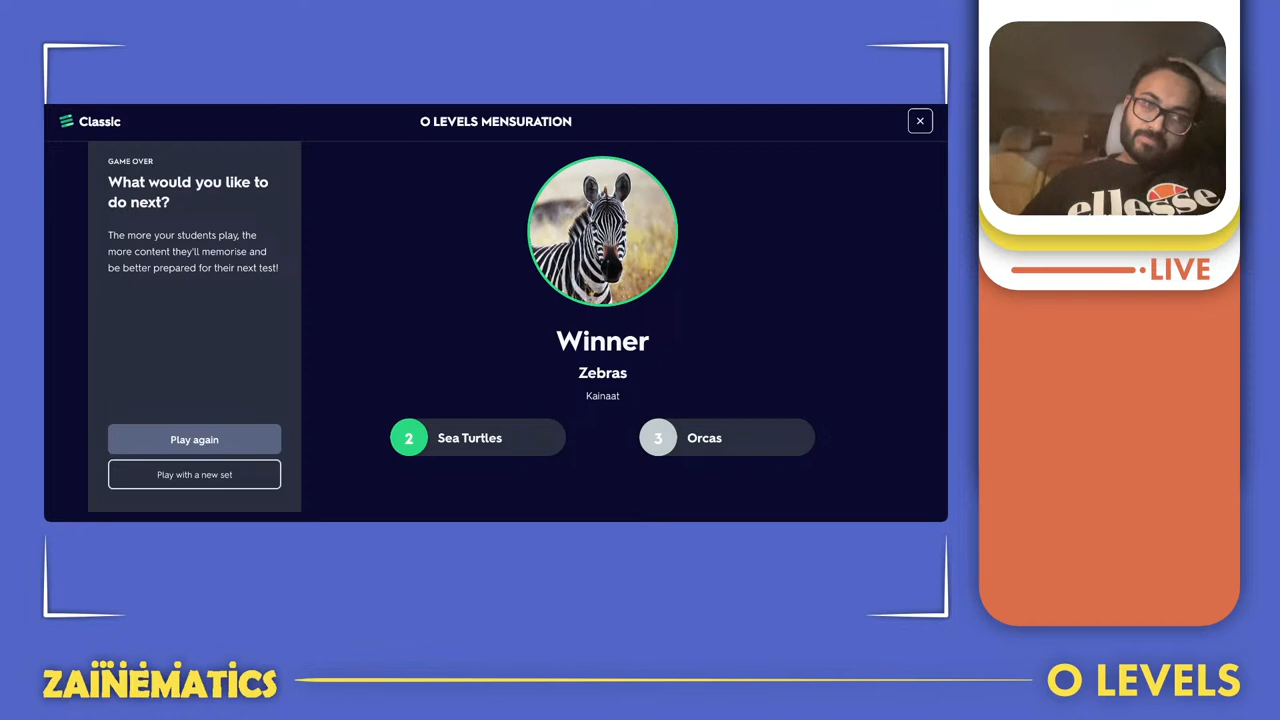 Classic
O LEVELS MENSURATION
GAME OVER
What would you like to
do next?
The more your students play, the
more content they'll memorise and
be better prepared for their next test!
Play again
Play with a new set
Winner
Zebras
Kainaat
2 Sea Turtles
3 Orcas
ellesse
LIVE
ZAINEMATICS
O LEVELS